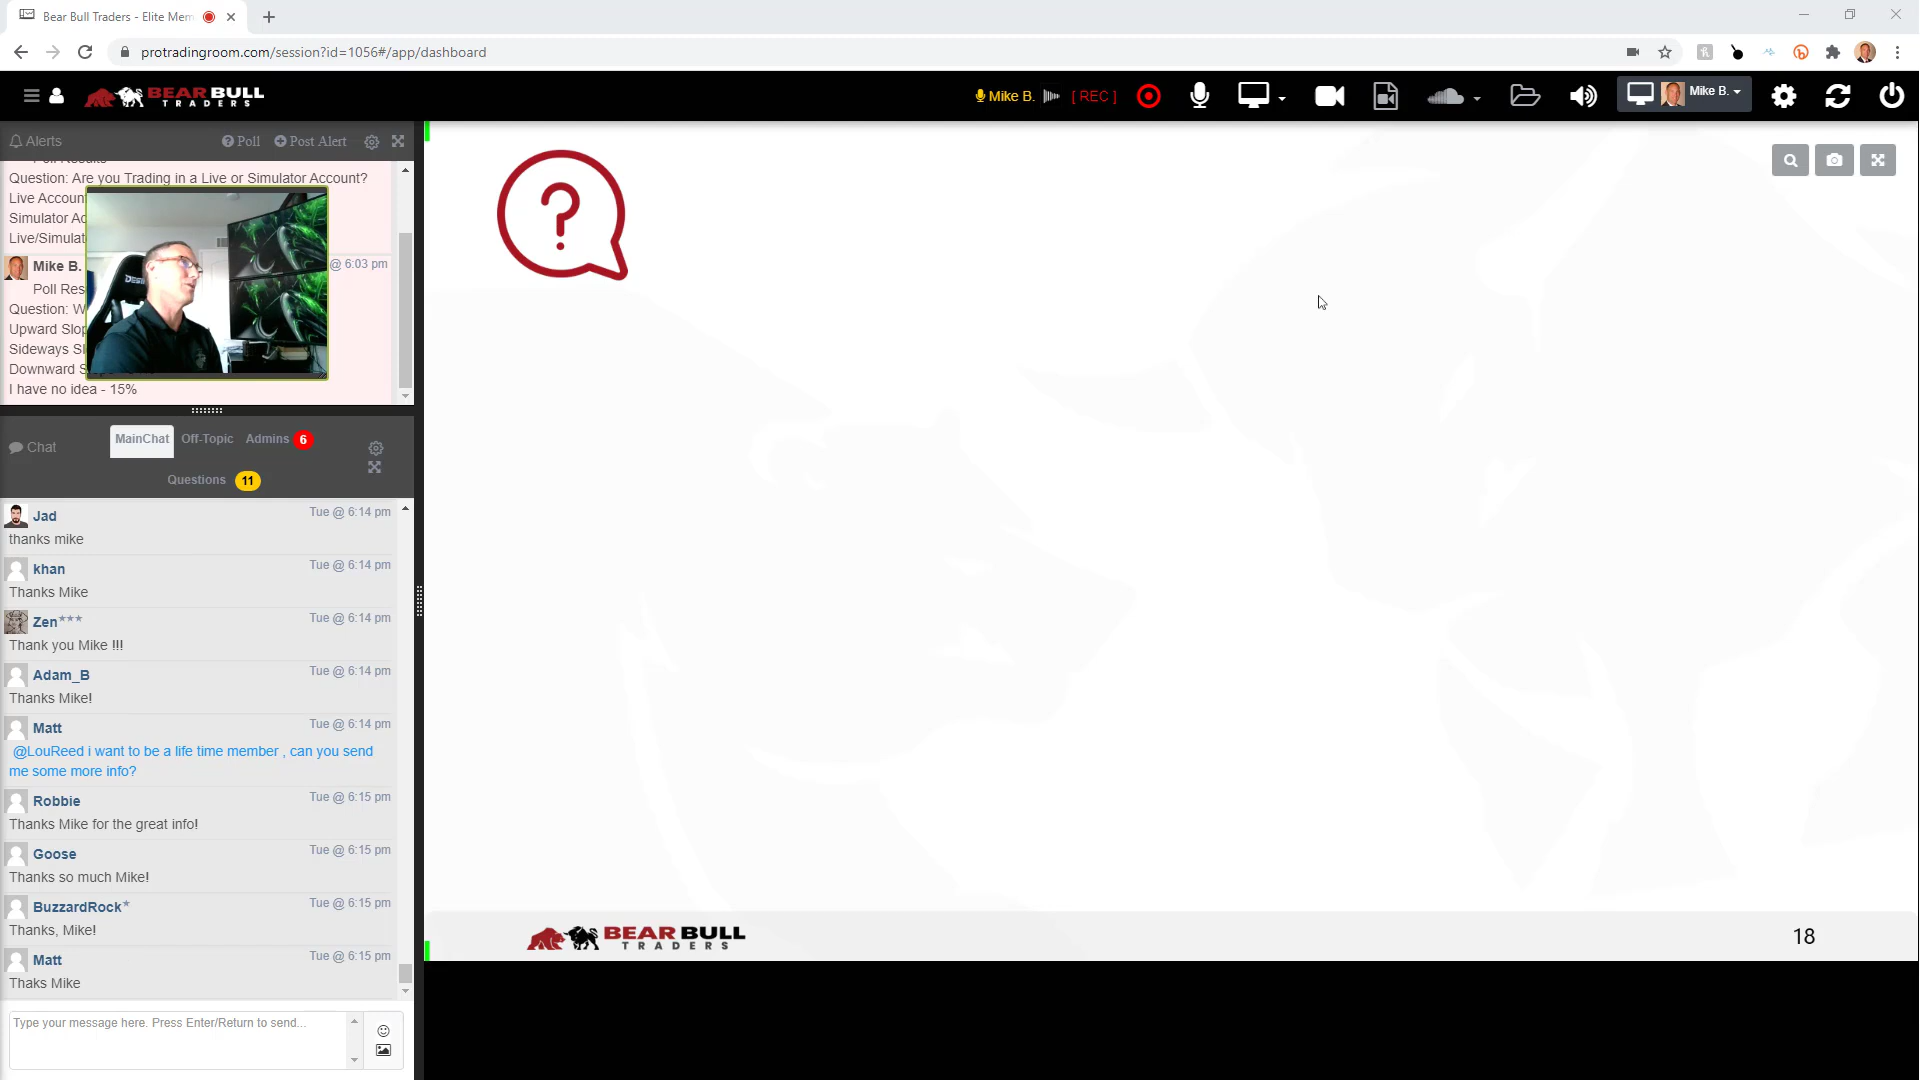 Bear Bull Traders - Elite Mem
protradingroom.com/session?id=1056#/app/dashboard
BEAR BULL
TRADERS
Mike B.
[ REC ]
Mike B.
Alerts
Poll
Post Alert
Poll Results
Question: Are you Trading in a Live or Simulator Account?
Live Accoun
Simulator Ac
Live/Simulat
Mike B.
@ 6:03 pm
Poll Res
Question: W
Upward Slop
Sideways Sl
Downward S
I have no idea - 15%
Chat
MainChat
Off-Topic
Admins
6
Questions
11
Jad
Tue @ 6:14 pm
thanks mike
khan
Tue @ 6:14 pm
Thanks Mike
Zen***
Tue @ 6:14 pm
Thank you Mike !!!
Adam_B
Tue @ 6:14 pm
Thanks Mike!
Matt
Tue @ 6:14 pm
@LouReed i want to be a life time member , can you send
me some more info?
Robbie
Tue @ 6:15 pm
Thanks Mike for the great info!
Goose
Tue @ 6:15 pm
Thanks so much Mike!
BuzzardRock*
Tue @ 6:15 pm
Thanks, Mike!
Matt
Tue @ 6:15 pm
Thaks Mike
Type your message here. Press Enter/Return to send...
?
BEAR BULL
TRADERS
18